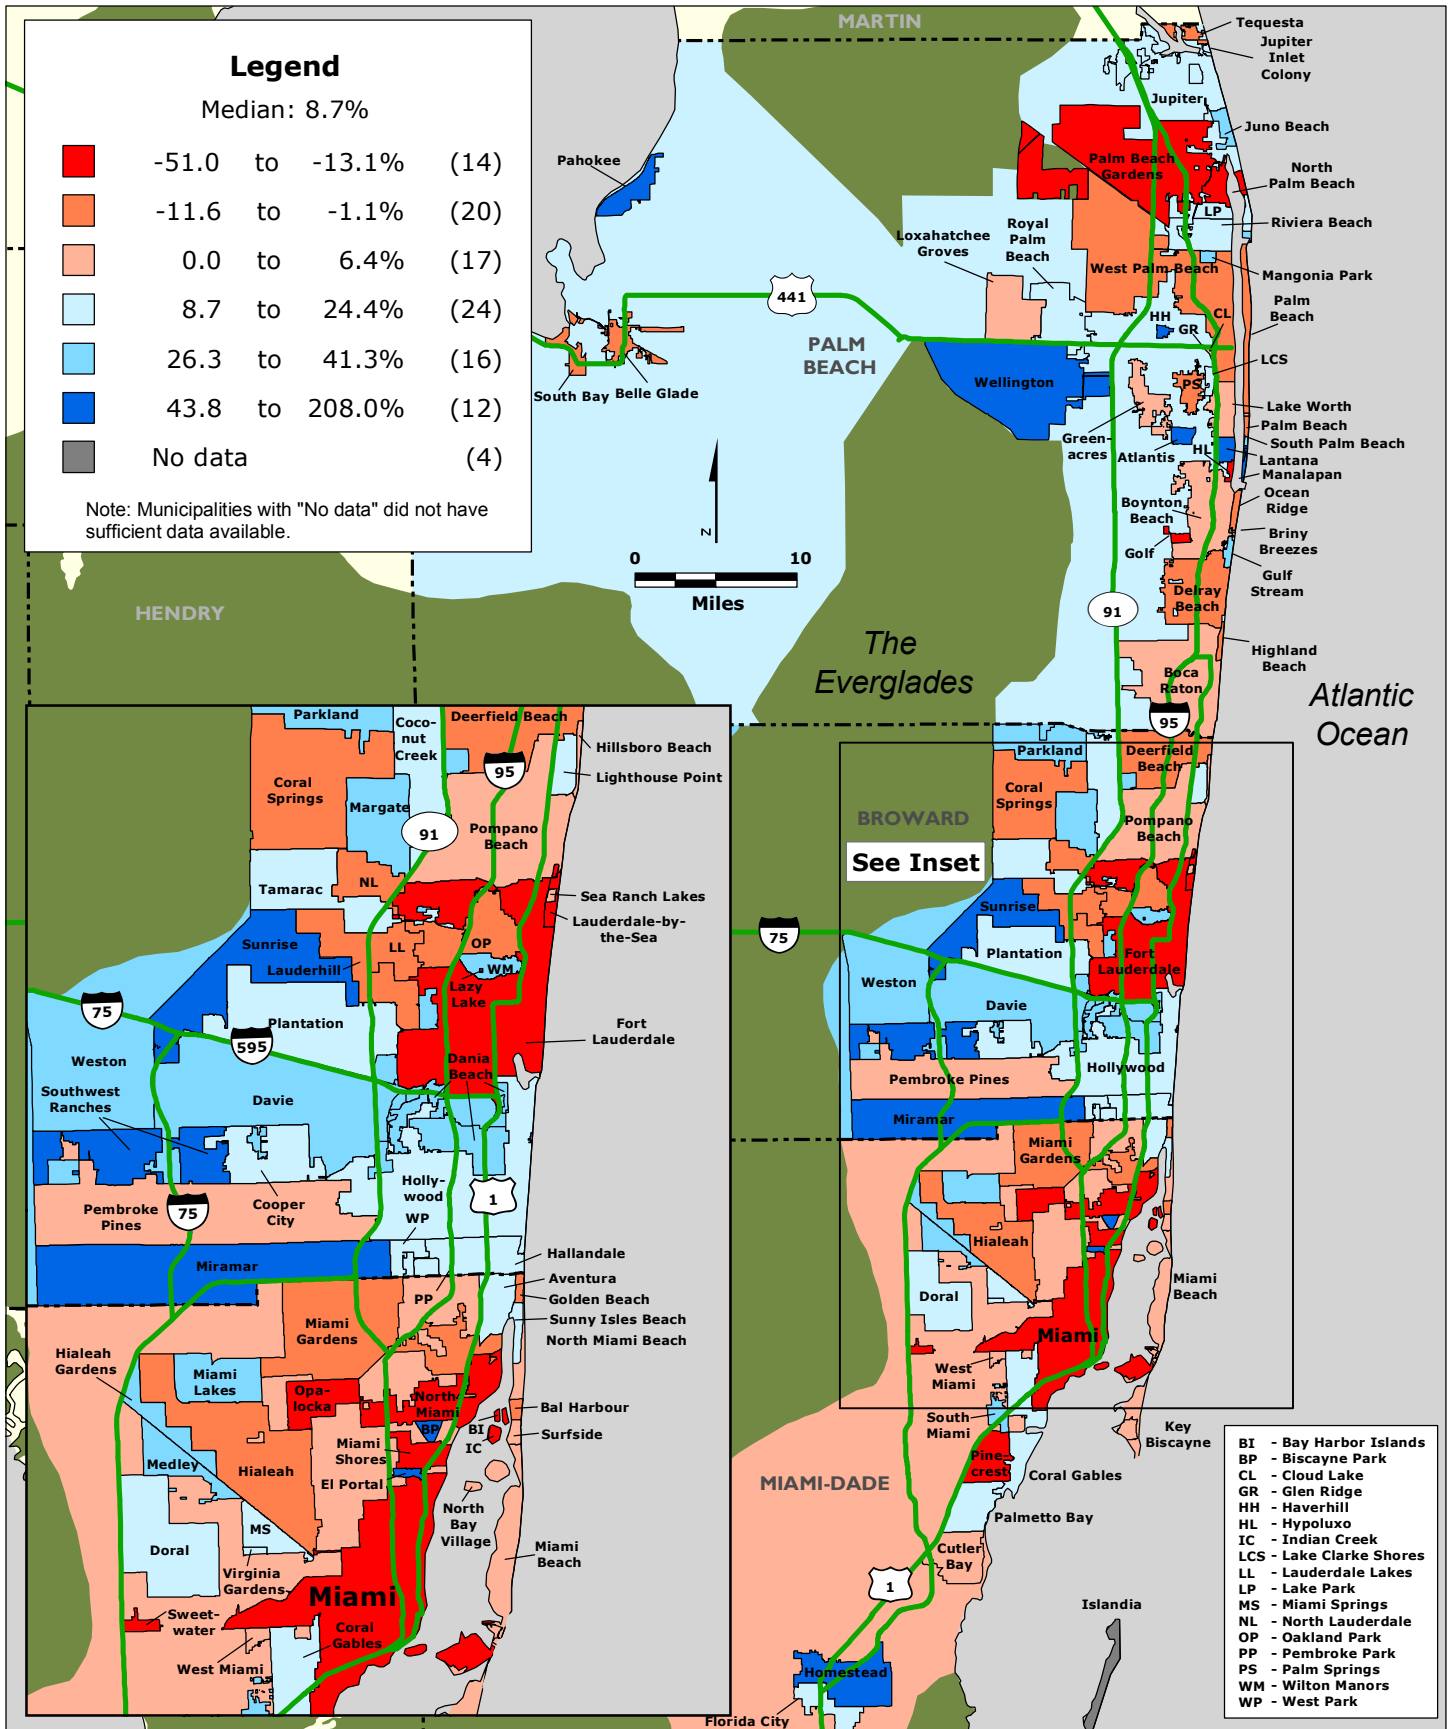 Legend
Median: 8.7%
-51.0 to -13.1% (14)
-11.6 to -1.1% (20)
0.0 to 6.4% (17)
8.7 to 24.4% (24)
26.3 to 41.3% (16)
43.8 to 208.0% (12)
No data (4)
Note: Municipalities with "No data" did not have
sufficient data available.
MARTIN
Tequesta
Jupiter
Inlet
Colony
Jupiter
Juno Beach
Pahokee
Palm Beach
Gardens
North
Palm Beach
LP
Riviera Beach
Loxahatchee
Groves
Royal
Palm
Beach
West Palm Beach
Mangonia Park
441
Palm
Beach
HH
GR
CL
PALM
BEACH
LCS
South Bay
Belle Glade
Wellington
PS
Lake Worth
Palm Beach
South Palm Beach
Green-
acres
Atlantis
HL
Lantana
Manalapan
Ocean
Ridge
Boynton
Beach
Golf
Briny
Breezes
Gulf
Stream
N
0 10
Miles
HENDRY
91
Delray
Beach
The
Everglades
Highland
Beach
Boca
Raton
95
Atlantic
Ocean
Parkland
Deerfield
Beach
Coral
Springs
BROWARD
See Inset
Pompano
Beach
75
Sunrise
Plantation
Fort
Lauderdale
Weston
Davie
Hollywood
Pembroke Pines
Miramar
Miami
Gardens
Hialeah
Doral
Miami
Beach
Miami
West
Miami
South
Miami
Key
Biscayne
Pine-
crest
Coral Gables
MIAMI-DADE
Palmetto Bay
Cutler
Bay
1
Islandia
Homestead
Florida City
Parkland
Coco-
nut
Creek
Deerfield Beach
Hillsboro Beach
95
Lighthouse Point
Coral
Springs
Margate
91
Pompano
Beach
Tamarac
NL
Sea Ranch Lakes
Lauderdale-by-
the-Sea
Sunrise
Lauderhill
LL
OP
WM
Lazy
Lake
75
Plantation
595
Fort
Lauderdale
Weston
Dania
Beach
Southwest
Ranches
Davie
Pembroke
Pines
75
Cooper
City
Holly-
wood
1
WP
Miramar
Hallandale
Aventura
PP
Golden Beach
Sunny Isles Beach
Miami
Gardens
North Miami Beach
Hialeah
Gardens
Miami
Lakes
Opa-
locka
North
Miami
Bal Harbour
BP
BI
IC
Surfside
Miami
Shores
Medley
Hialeah
El Portal
North
Bay
Village
MS
Doral
Miami
Beach
Virginia
Gardens
Miami
Sweet-
water
Coral
Gables
West Miami
BI - Bay Harbor Islands
BP - Biscayne Park
CL - Cloud Lake
GR - Glen Ridge
HH - Haverhill
HL - Hypoluxo
IC - Indian Creek
LCS - Lake Clarke Shores
LL - Lauderdale Lakes
LP - Lake Park
MS - Miami Springs
NL - North Lauderdale
OP - Oakland Park
PP - Pembroke Park
PS - Palm Springs
WM - Wilton Manors
WP - West Park